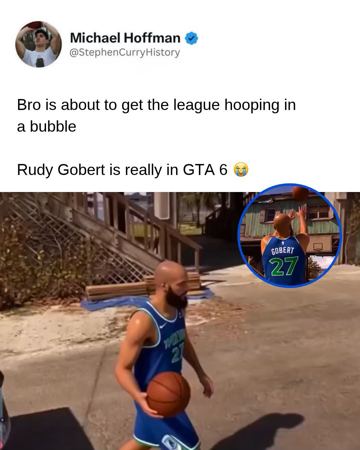 Michael Hoffman
@StephenCurryHistory
Bro is about to get the league hooping in
a bubble
Rudy Gobert is really in GTA 6 😭
GOBERT
27